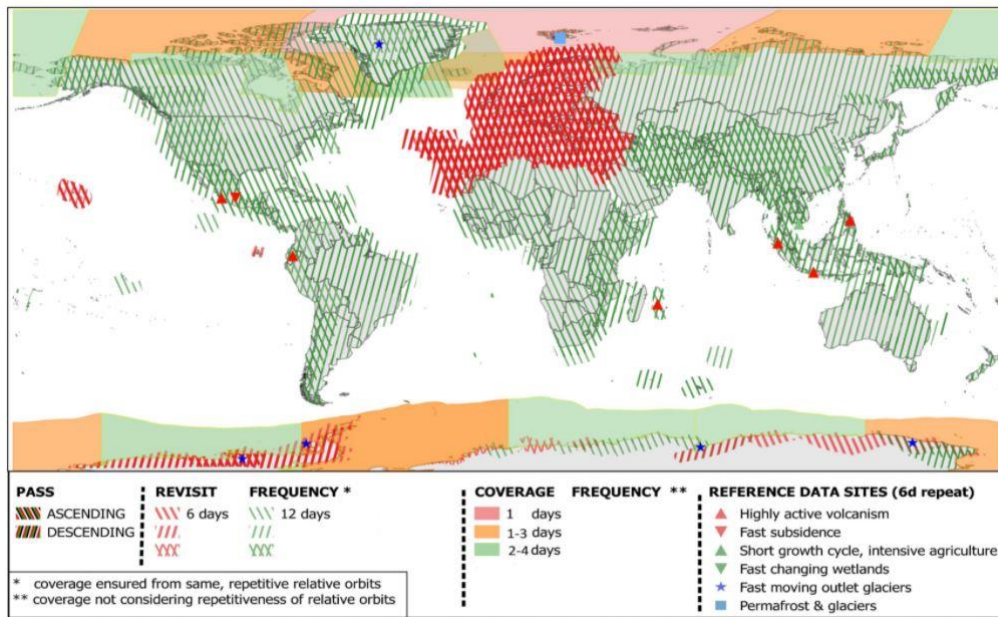 PASS
ASCENDING
DESCENDING
REVISIT FREQUENCY *
6 days 12 days
COVERAGE FREQUENCY **
1 days
1-3 days
2-4 days
REFERENCE DATA SITES (6d repeat)
Highly active volcanism
Fast subsidence
Short growth cycle, intensive agriculture
Fast changing wetlands
Fast moving outlet glaciers
Permafrost & glaciers
* coverage ensured from same, repetitive relative orbits
** coverage not considering repetitiveness of relative orbits